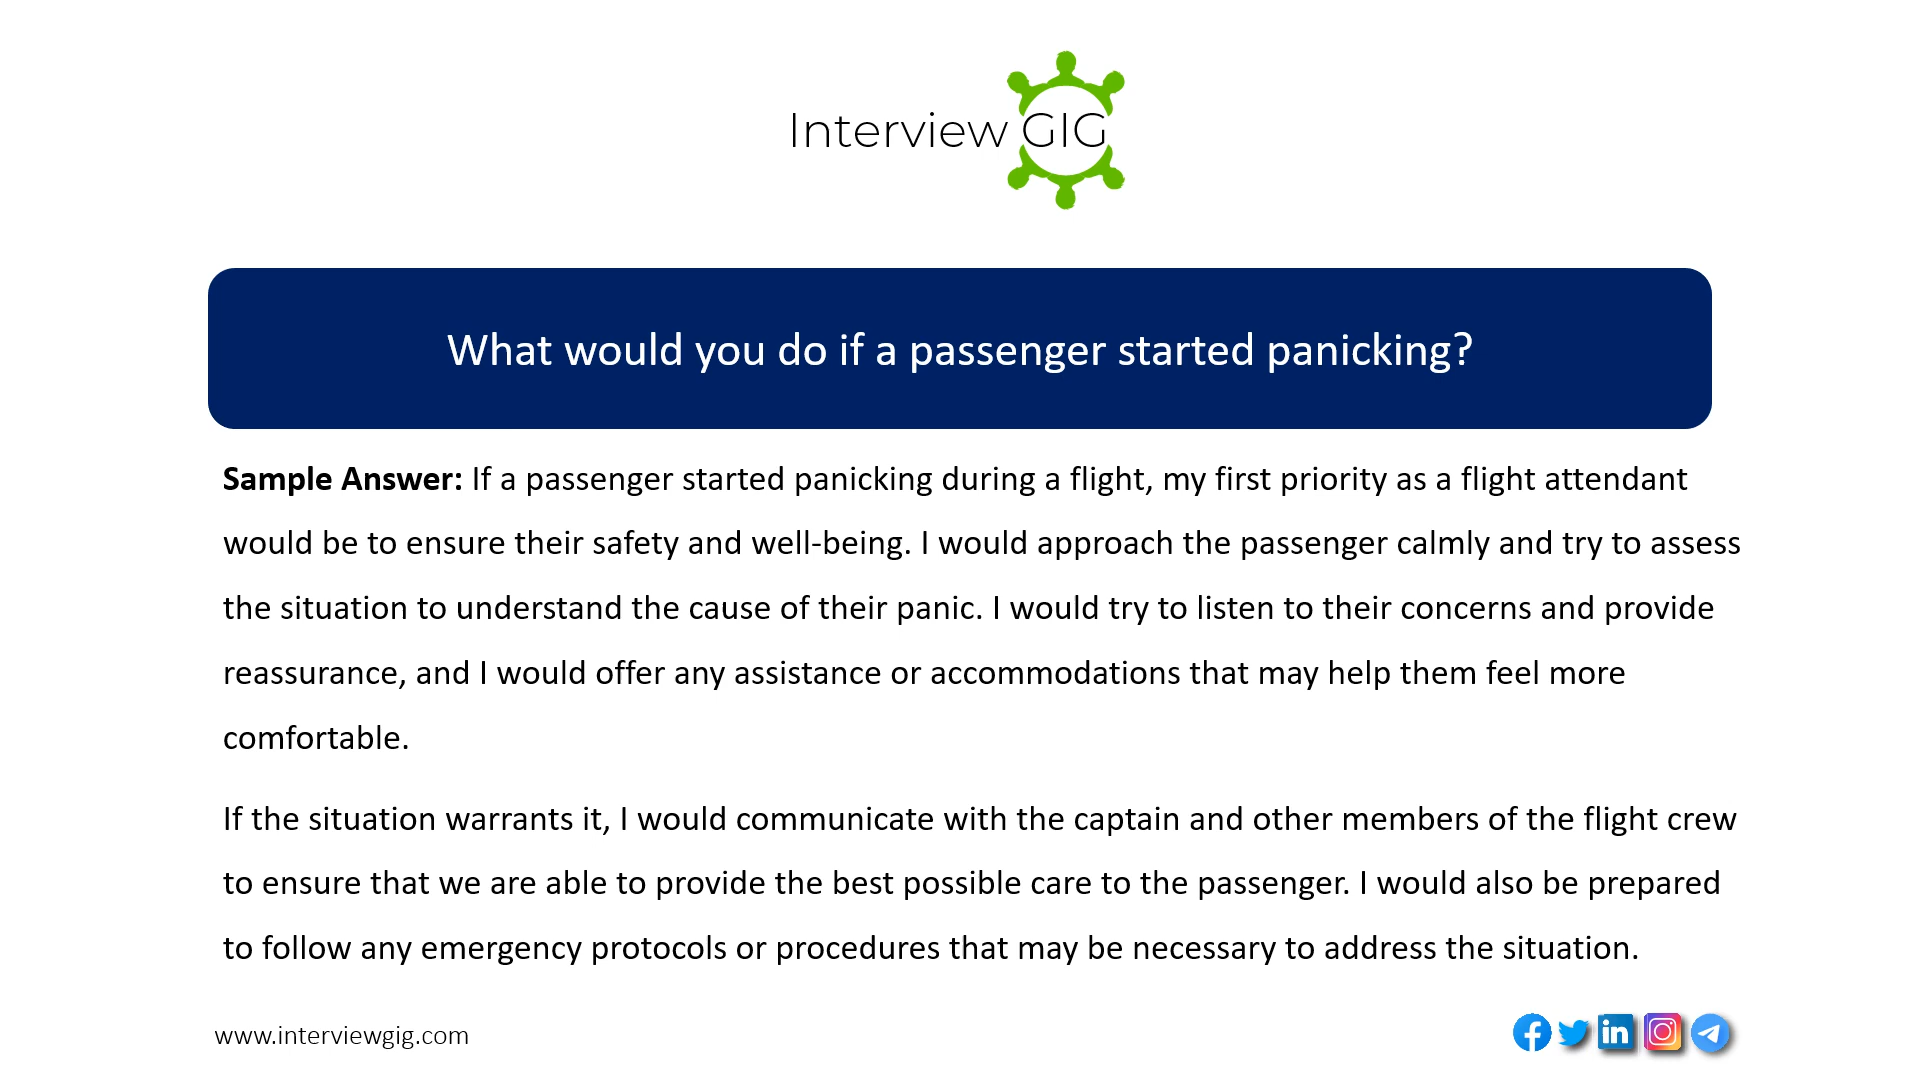 Interview GIG
What would you do if a passenger started panicking?
Sample Answer: If a passenger started panicking during a flight, my first priority as a flight attendant
would be to ensure their safety and well-being. I would approach the passenger calmly and try to assess
the situation to understand the cause of their panic. I would try to listen to their concerns and provide
reassurance, and I would offer any assistance or accommodations that may help them feel more
comfortable.
If the situation warrants it, I would communicate with the captain and other members of the flight crew
to ensure that we are able to provide the best possible care to the passenger. I would also be prepared
to follow any emergency protocols or procedures that may be necessary to address the situation.
www.interviewgig.com